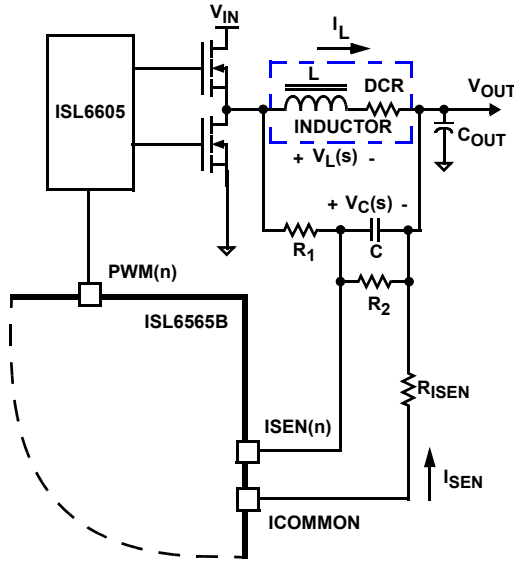 V_IN
I_L
L
DCR
V_OUT
ISL6605
INDUCTOR
C_OUT
+ V_L(s) -
+ V_C(s) -
R_1
C
R_2
PWM(n)
ISL6565B
R_ISEN
ISEN(n)
I_SEN
ICOMMON